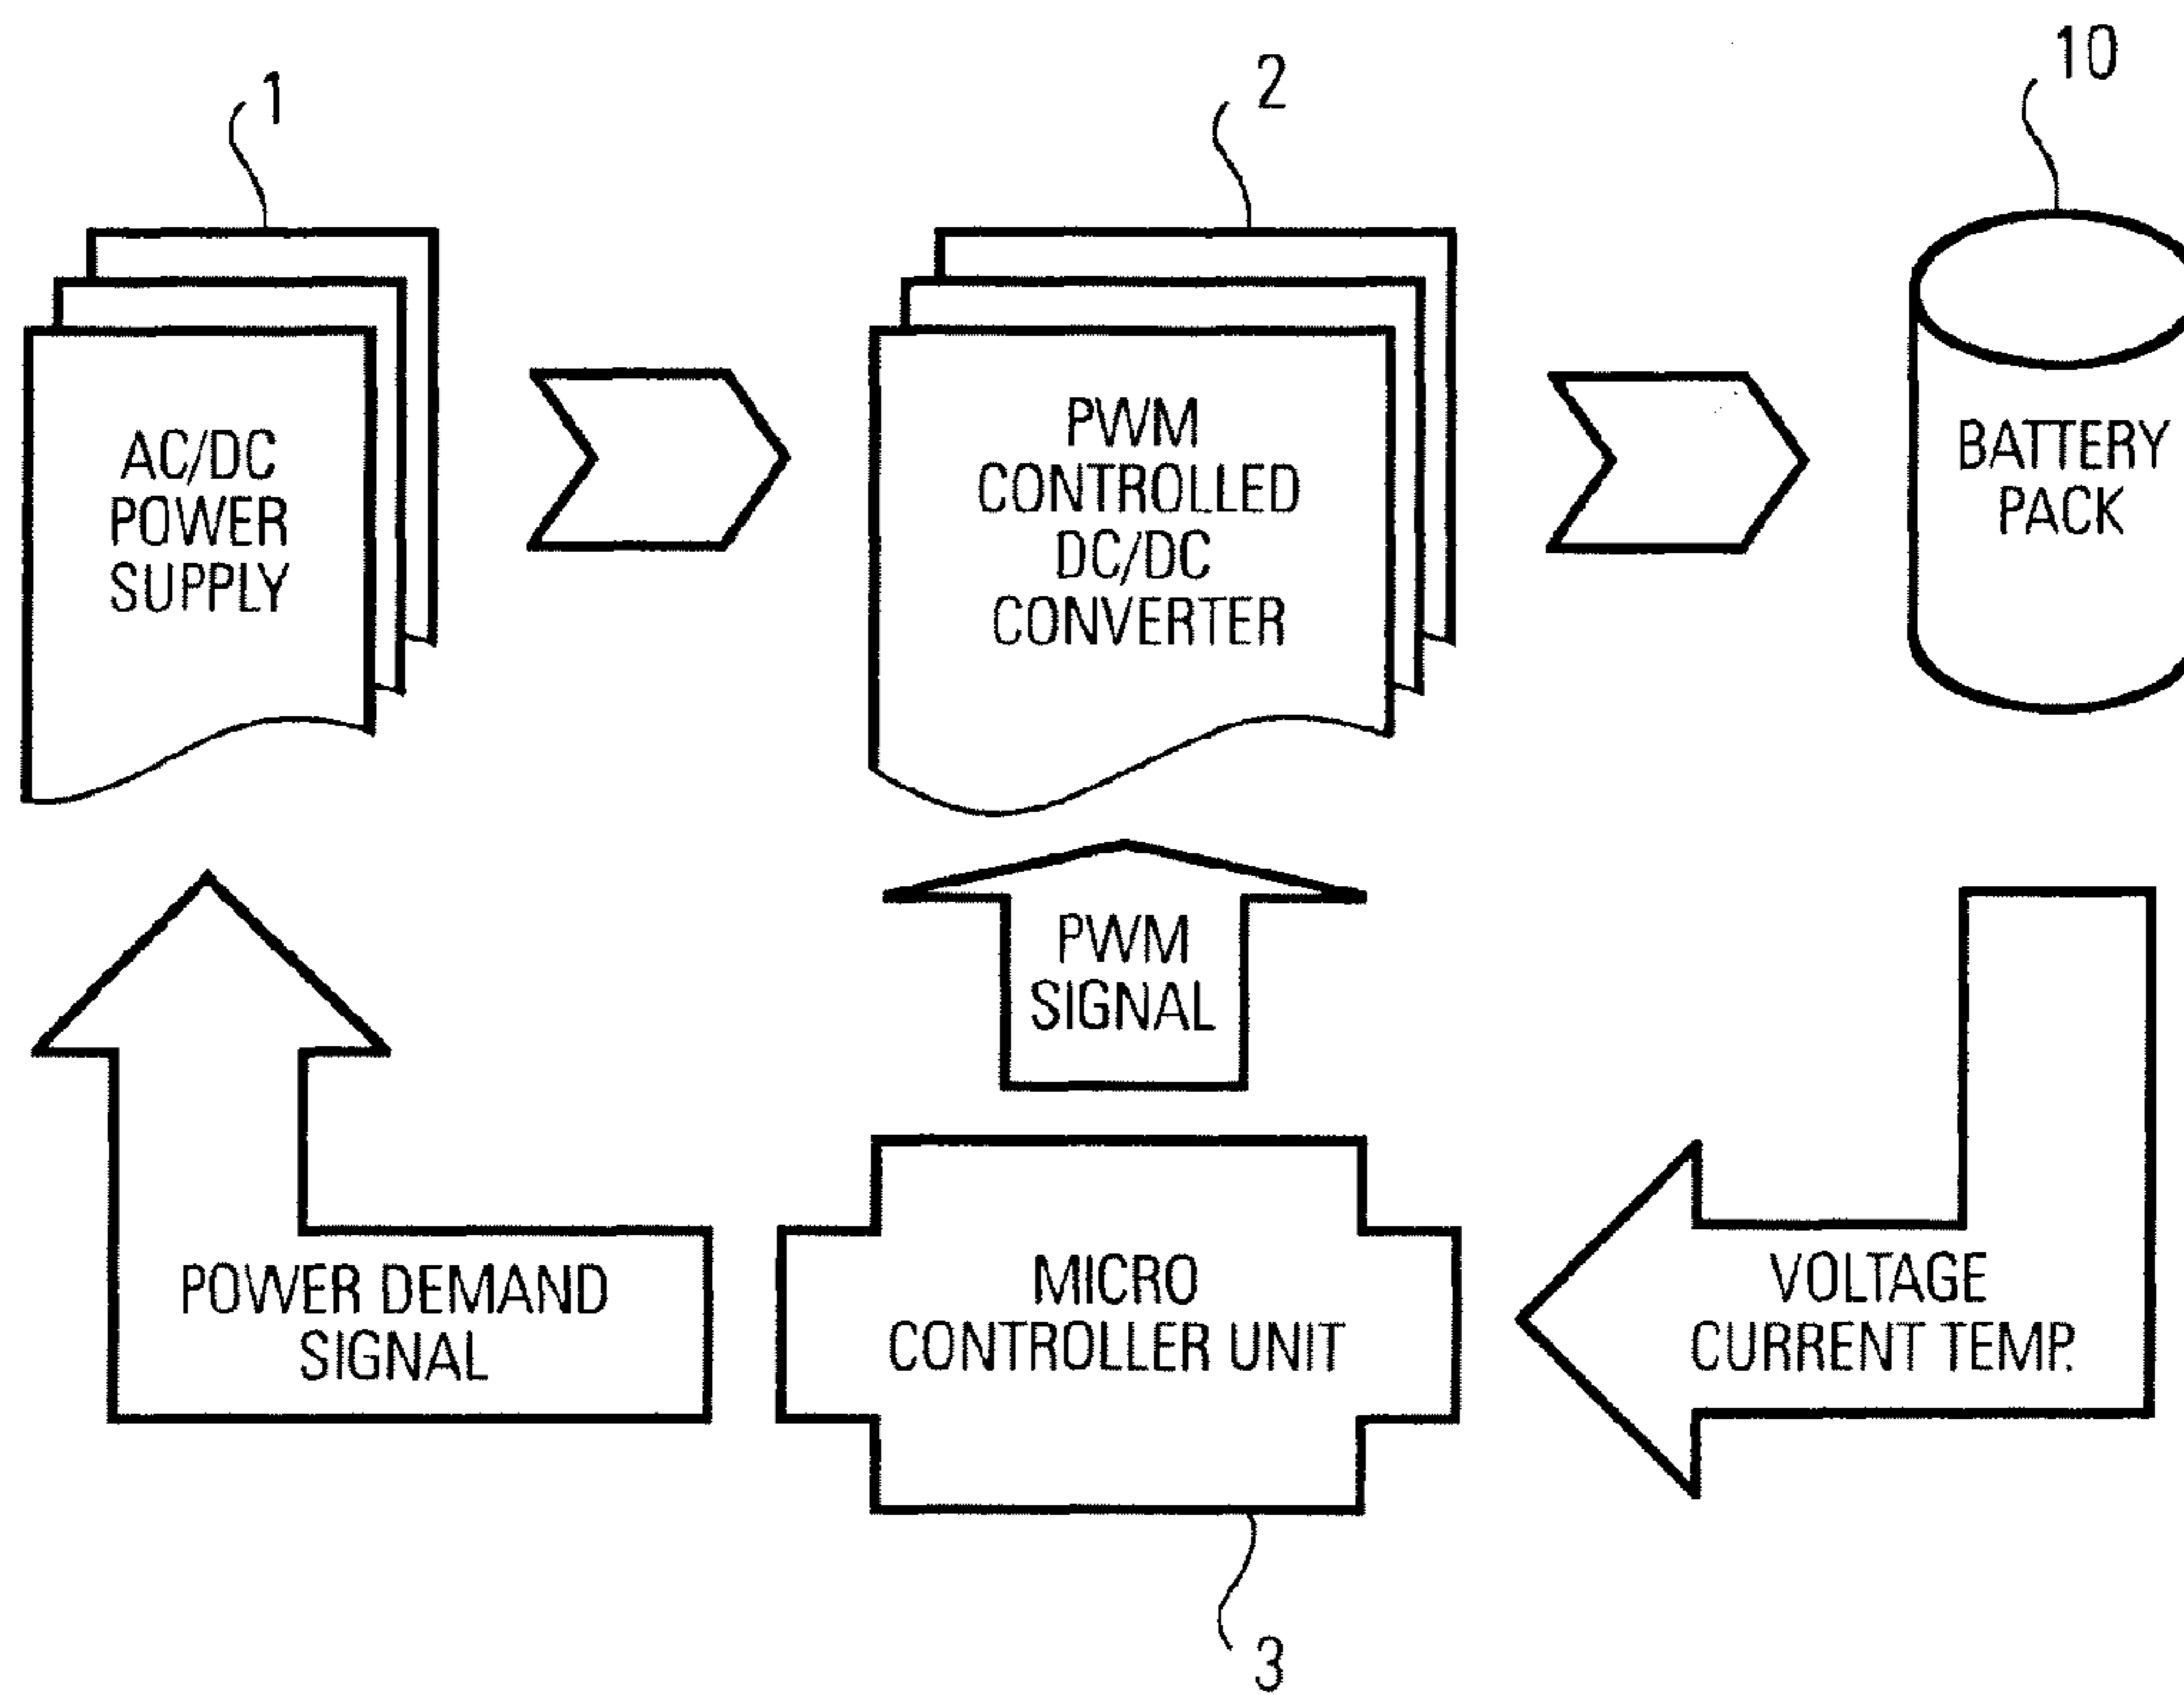 1
2
10
AC/DC
POWER
SUPPLY
PWM
CONTROLLED
DC/DC
CONVERTER
BATTERY
PACK
PWM
SIGNAL
POWER DEMAND
SIGNAL
MICRO
CONTROLLER UNIT
VOLTAGE
CURRENT TEMP.
3